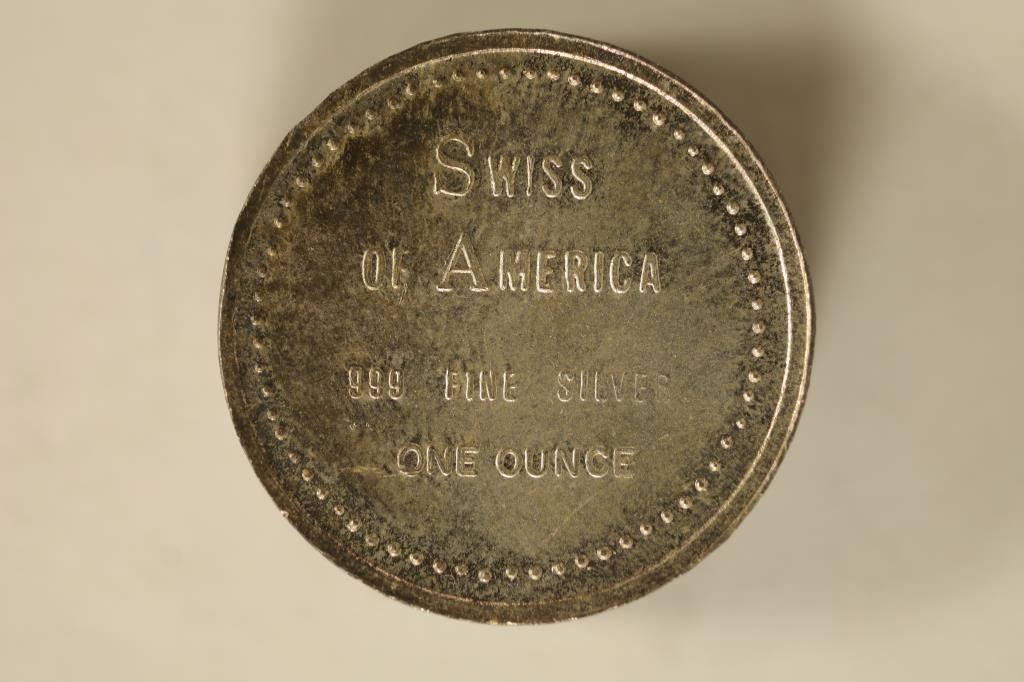 SWISS
OF AMERICA
999 FINE SILVER
ONE OUNCE